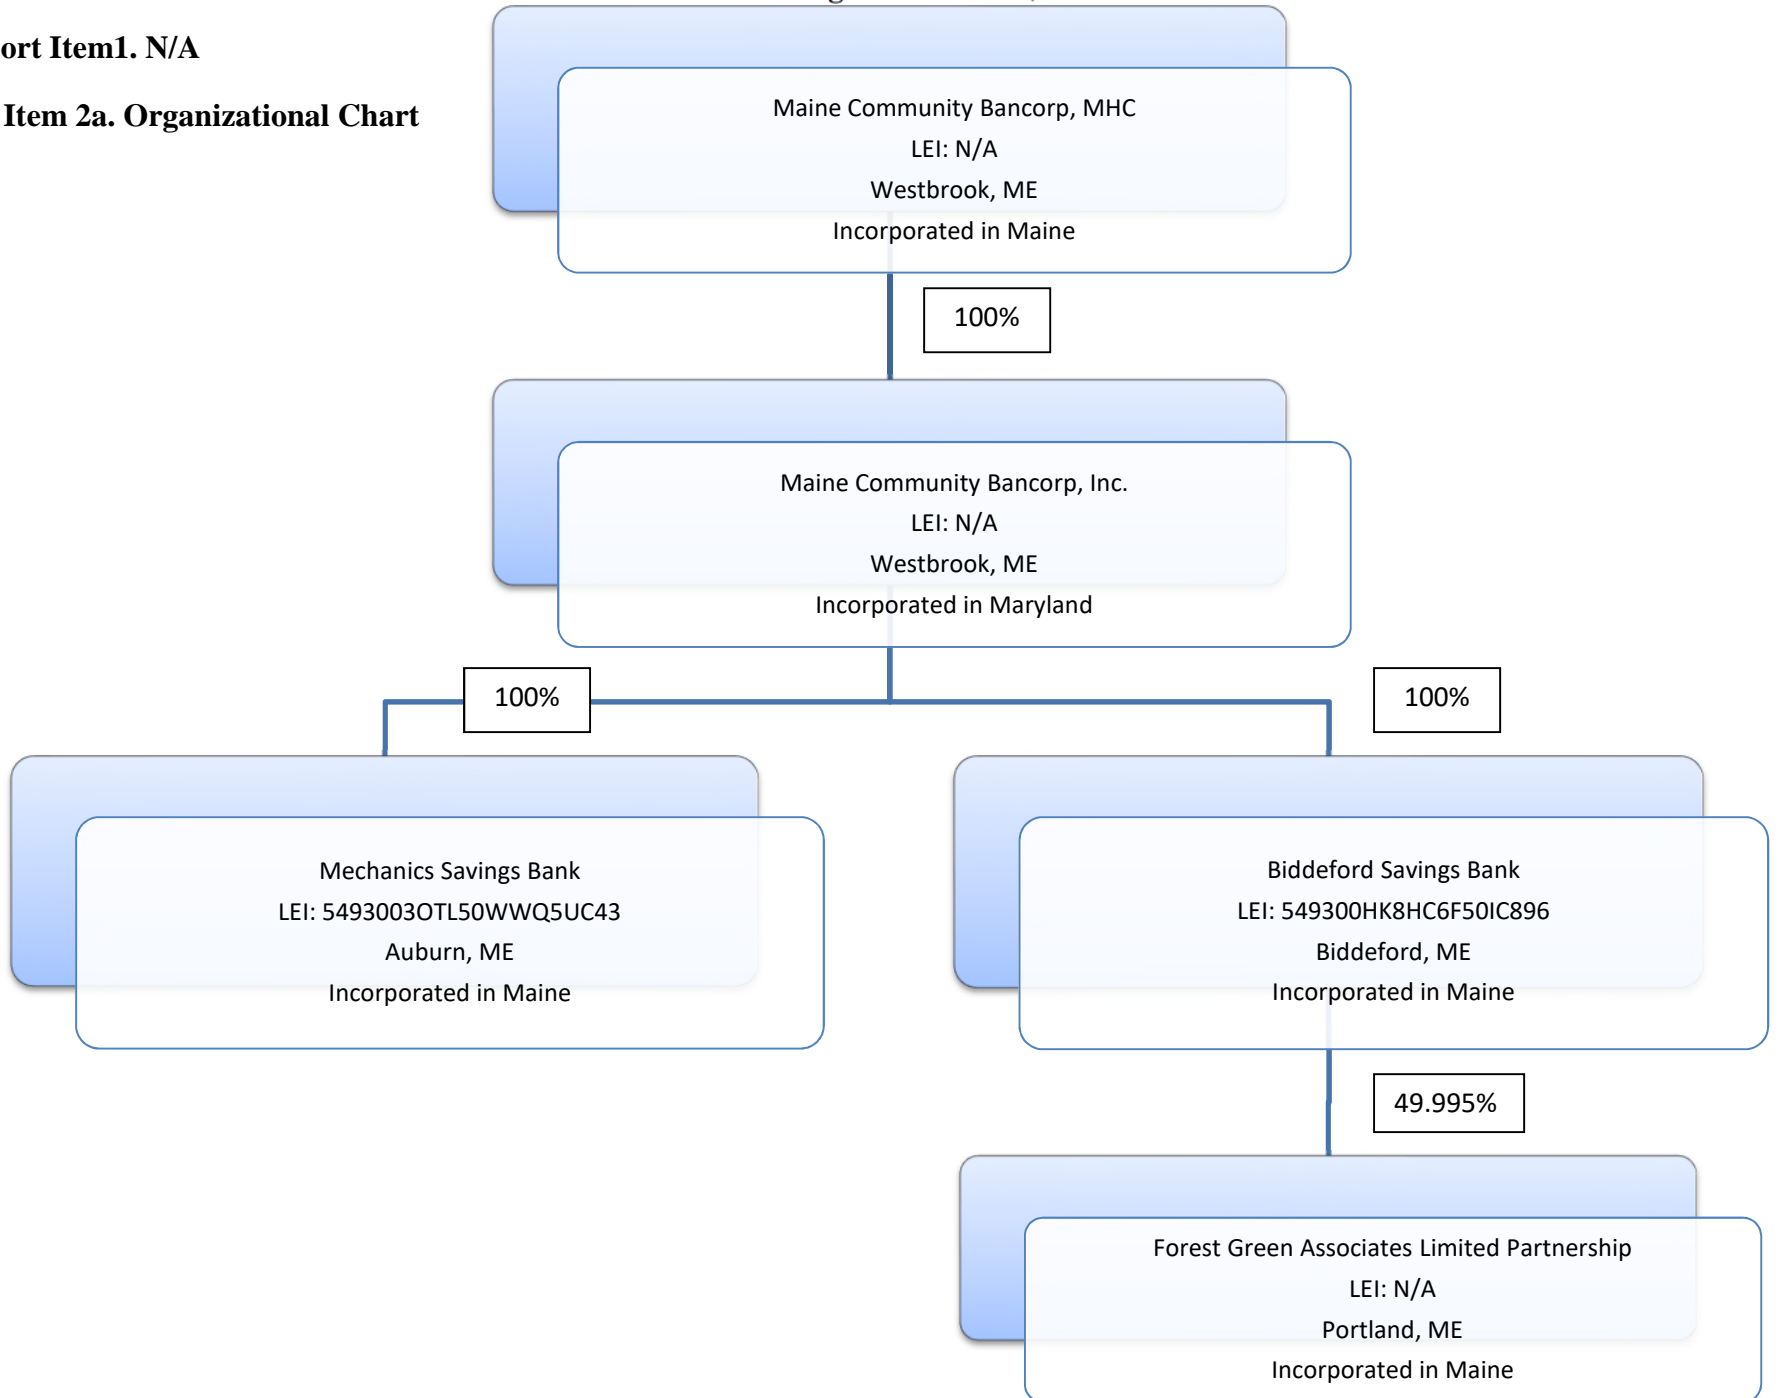 ort Item1. N/A
Item 2a. Organizational Chart
Maine Community Bancorp, MHC
LEI: N/A
Westbrook, ME
Incorporated in Maine
100%
Maine Community Bancorp, Inc.
LEI: N/A
Westbrook, ME
Incorporated in Maryland
100%
100%
Mechanics Savings Bank
LEI: 5493003OTL50WWQ5UC43
Auburn, ME
Incorporated in Maine
Biddeford Savings Bank
LEI: 549300HK8HC6F50IC896
Biddeford, ME
Incorporated in Maine
49.995%
Forest Green Associates Limited Partnership
LEI: N/A
Portland, ME
Incorporated in Maine